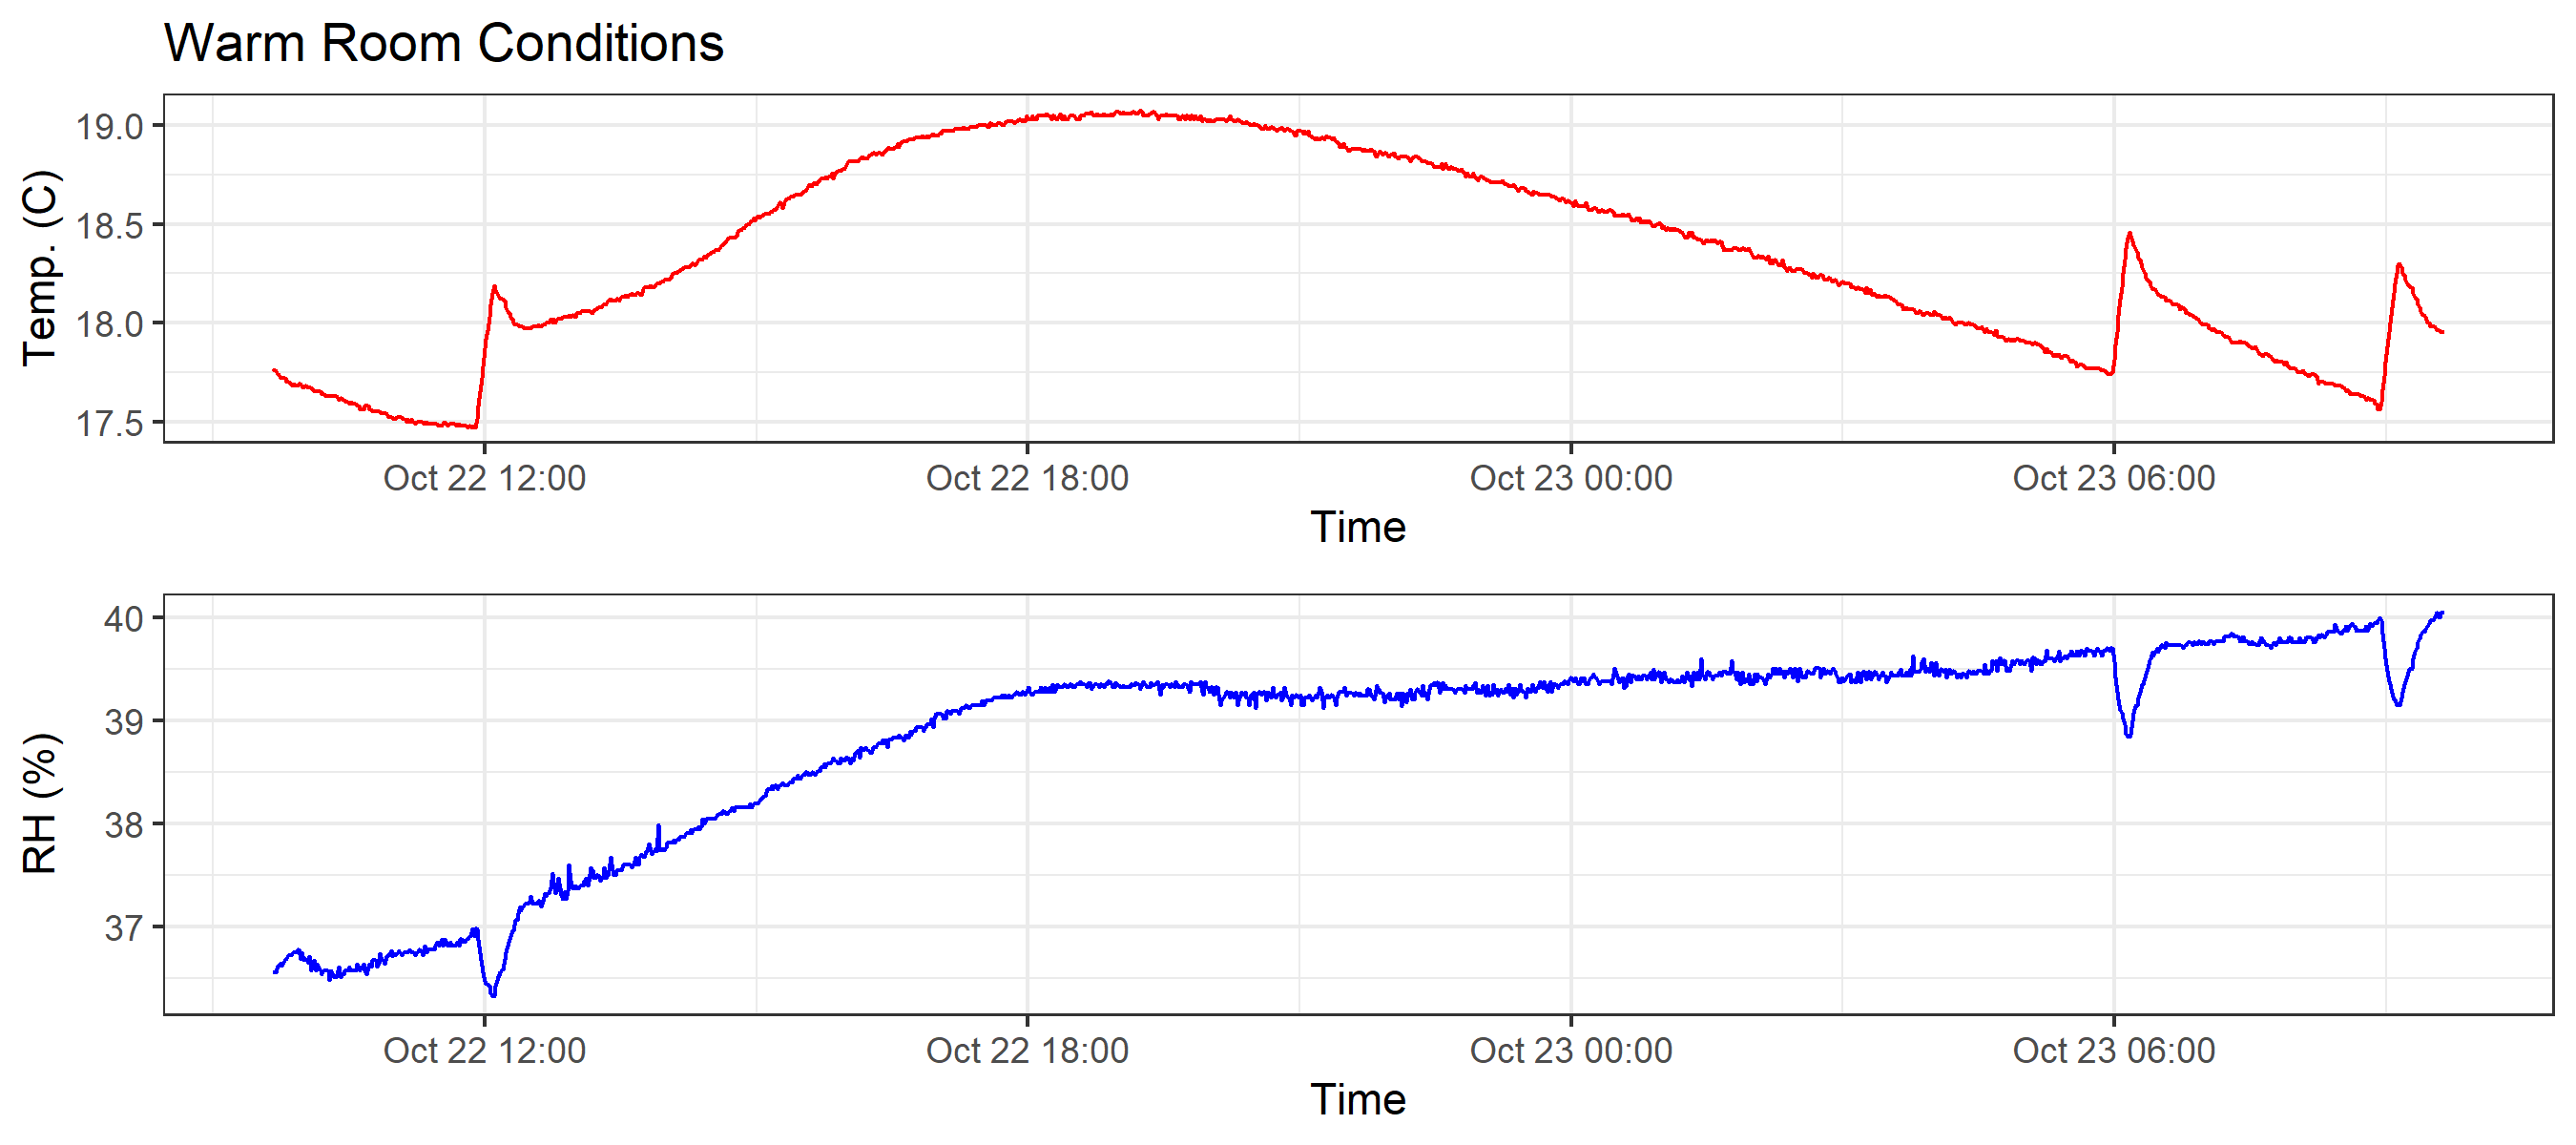 Warm Room Conditions
Temp. (C)
19.0
18.5
18.0
17.5
Oct 22 12:00 Oct 22 18:00 Oct 23 00:00 Oct 23 06:00
Time
RH (%)
40
39
38
37
Oct 22 12:00 Oct 22 18:00 Oct 23 00:00 Oct 23 06:00
Time